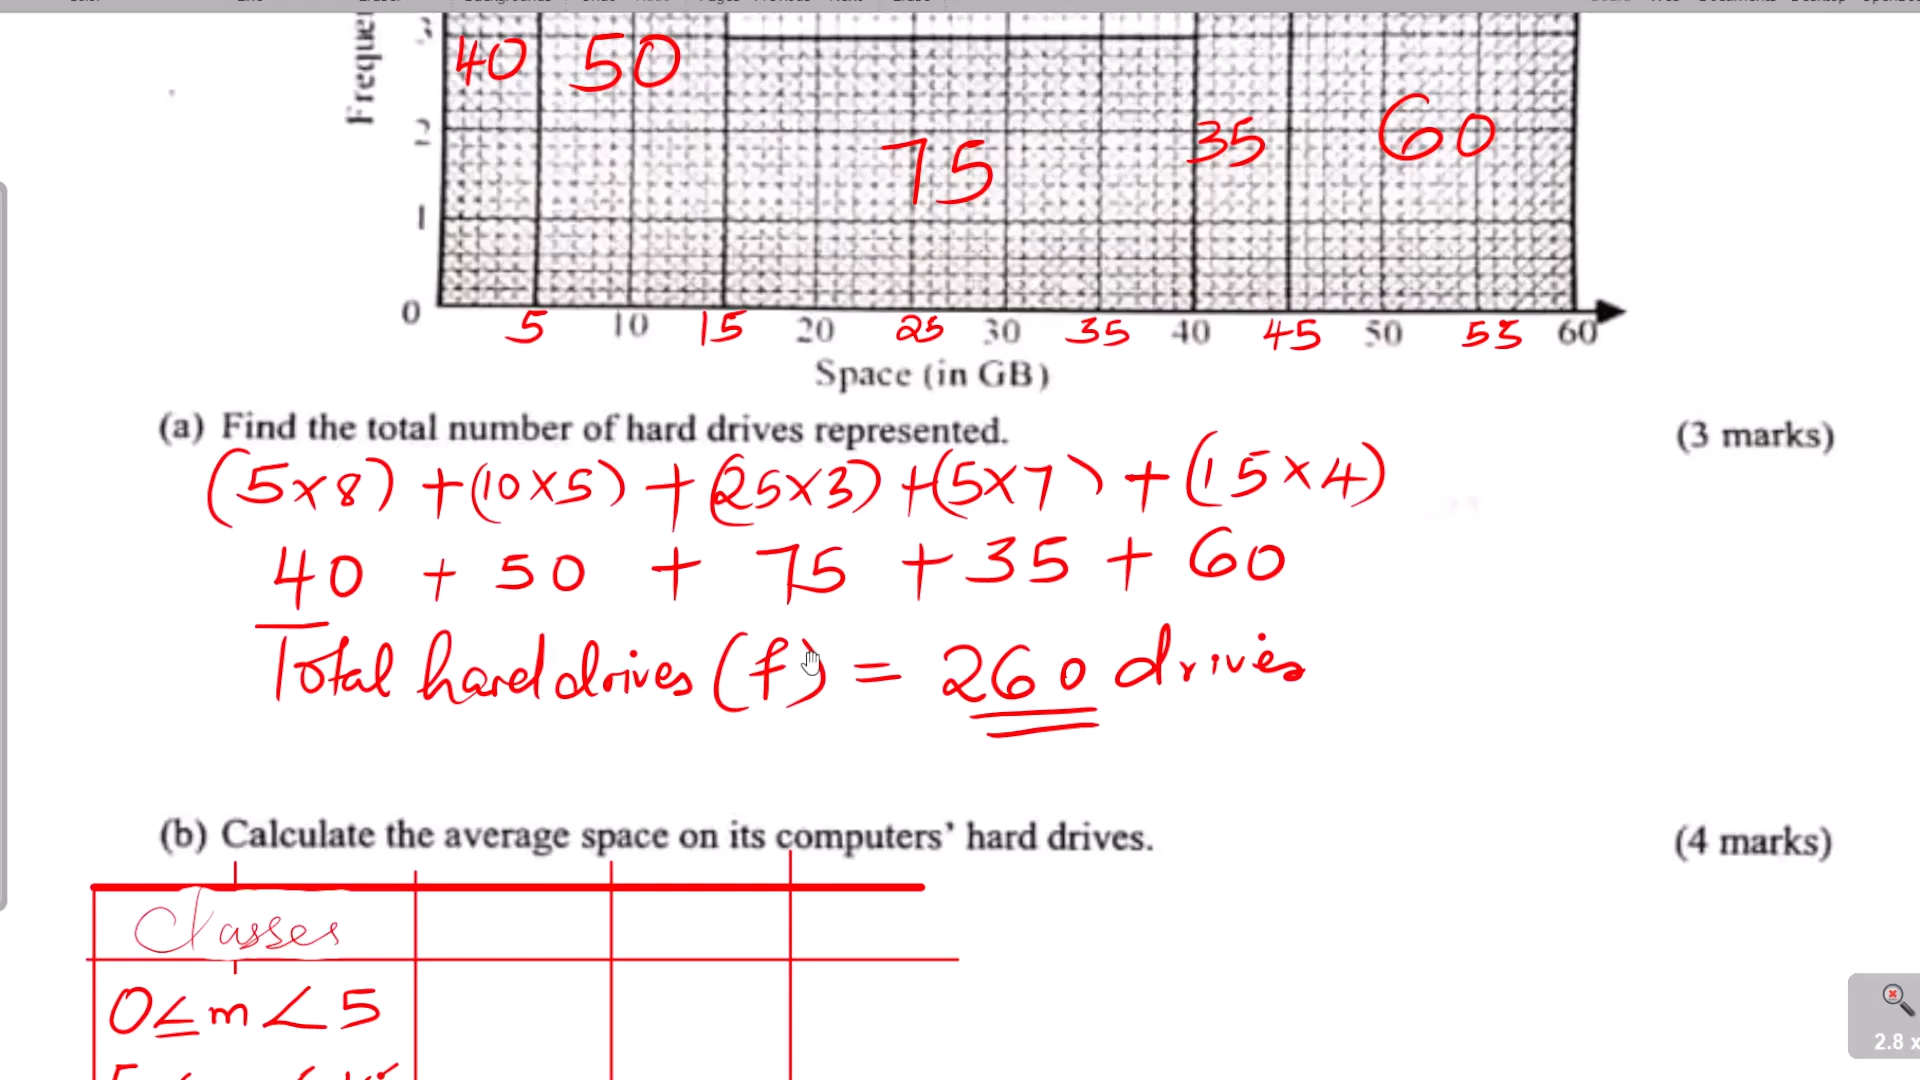 Frequen
3
40 50
2
75 35 60
1
0 5 10 15 20 25 30 35 40 45 50 55 60
Space (in GB)
(a) Find the total number of hard drives represented. (3 marks)
(5×8) +(10×5) +(25×3) +(5×7) +(15×4)
40 + 50 + 75 + 35 + 60
Total hard drives (f) = 260 drives
(b) Calculate the average space on its computers' hard drives. (4 marks)
Classes
0≤m<5
2.8 x